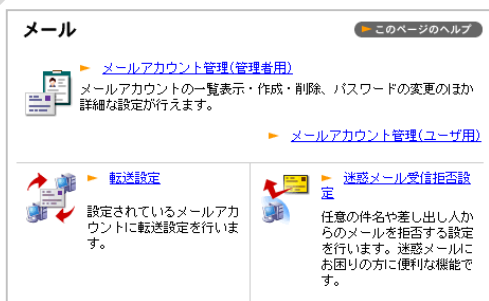 メール
このページのヘルプ
メールアカウント管理(管理者用)
メールアカウントの一覧表示・作成・削除、パスワードの変更のほか
詳細な設定が行えます。
メールアカウント管理(ユーザ用)
転送設定
設定されているメールアカ
ウントに転送設定を行いま
す。
迷惑メール受信拒否設
定
任意の件名や差し出し人か
らのメールを拒否する設定
を行います。迷惑メールに
お困りの方に便利な機能で
す。